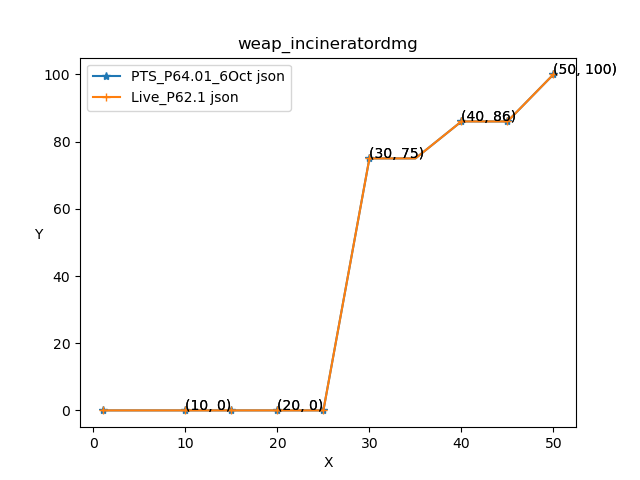 weap_incineratordmg
PTS_P64.01_6Oct json
Live_P62.1 json
(50, 100)
(40, 86)
(30, 75)
(10, 0)
(20, 0)
Y
100
80
60
40
20
0
0 10 20 30 40 50
X